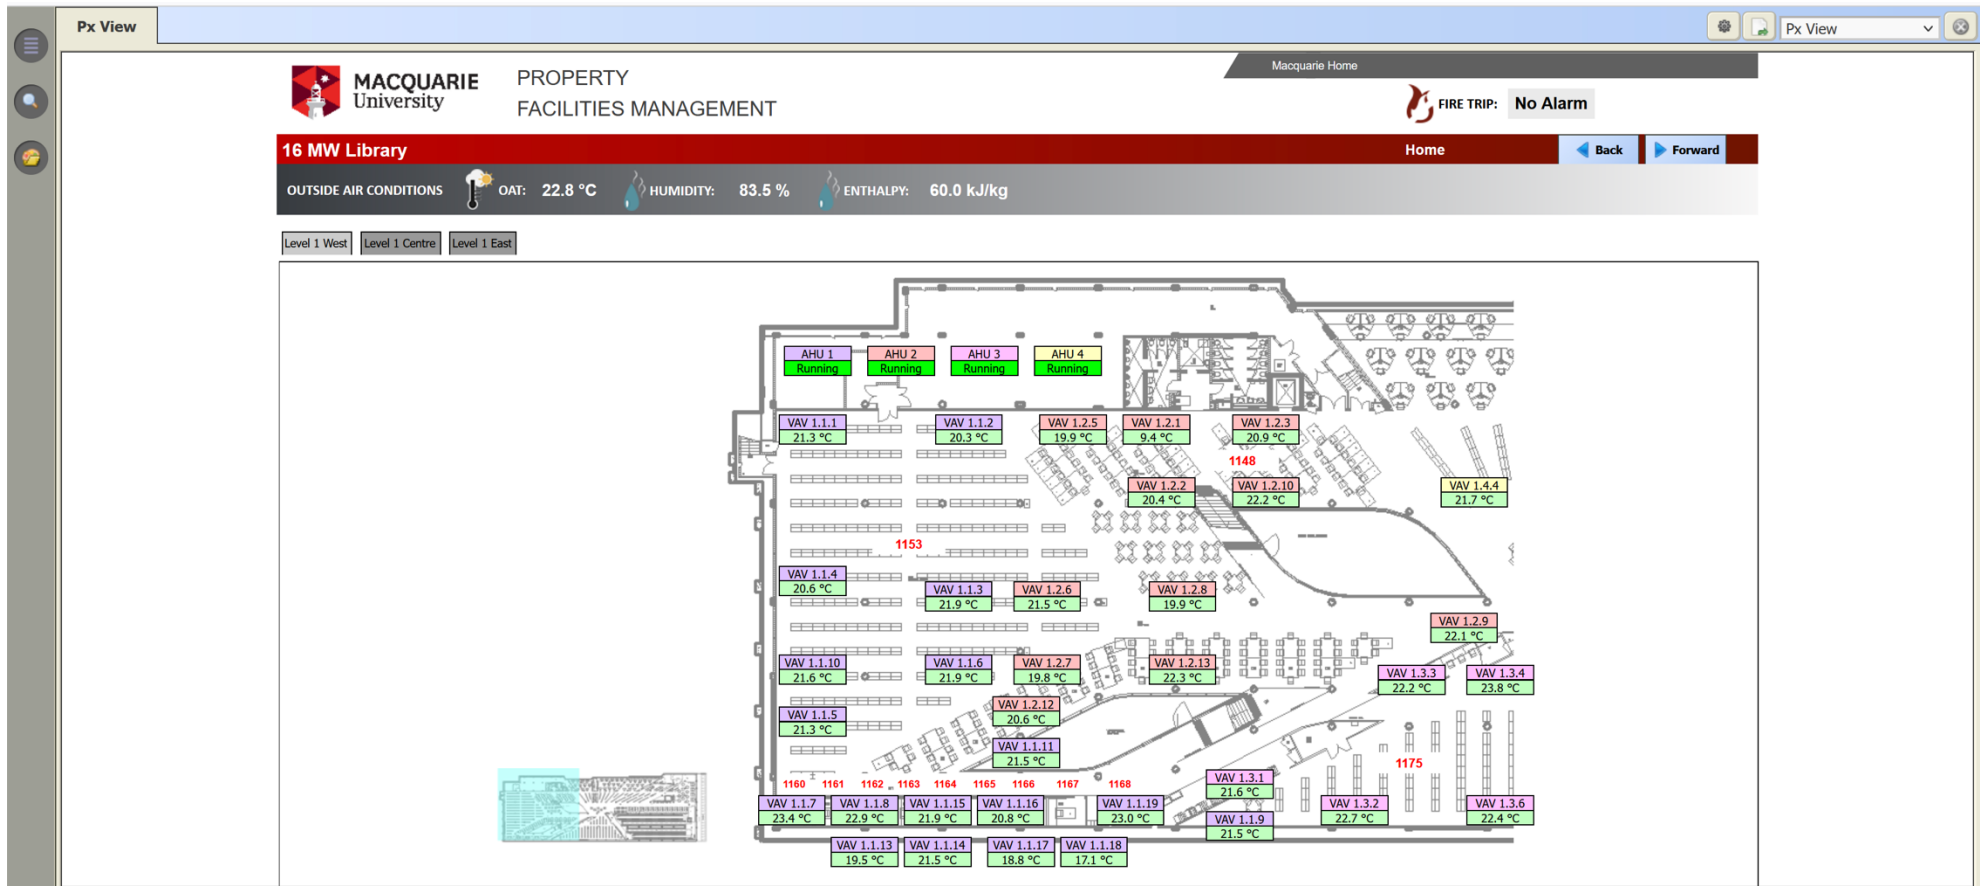 Px View
Px View
MACQUARIE
University
PROPERTY
FACILITIES MANAGEMENT
Macquarie Home
FIRE TRIP: No Alarm
16 MW Library
Home
Back
Forward
OUTSIDE AIR CONDITIONS OAT: 22.8 °C HUMIDITY: 83.5 % ENTHALPY: 60.0 kJ/kg
Level 1 West
Level 1 Centre
Level 1 East
AHU 1
Running
AHU 2
Running
AHU 3
Running
AHU 4
Running
VAV 1.1.1
21.3 °C
VAV 1.1.2
20.3 °C
VAV 1.2.5
19.9 °C
VAV 1.2.1
9.4 °C
VAV 1.2.3
20.9 °C
1148
VAV 1.2.2
20.4 °C
VAV 1.2.10
22.2 °C
VAV 1.4.4
21.7 °C
1153
VAV 1.1.4
20.6 °C
VAV 1.1.3
21.9 °C
VAV 1.2.6
21.5 °C
VAV 1.2.8
19.9 °C
VAV 1.2.9
22.1 °C
VAV 1.1.10
21.6 °C
VAV 1.1.6
21.9 °C
VAV 1.2.7
19.8 °C
VAV 1.2.13
22.3 °C
VAV 1.3.3
22.2 °C
VAV 1.3.4
23.8 °C
VAV 1.1.5
21.3 °C
VAV 1.2.12
20.6 °C
VAV 1.1.11
21.5 °C
1175
1160 1161 1162 1163 1164 1165 1166 1167 1168
VAV 1.3.1
21.6 °C
VAV 1.1.7
23.4 °C
VAV 1.1.8
22.9 °C
VAV 1.1.15
21.9 °C
VAV 1.1.16
20.8 °C
VAV 1.1.19
23.0 °C
VAV 1.1.9
21.5 °C
VAV 1.3.2
22.7 °C
VAV 1.3.6
22.4 °C
VAV 1.1.13
19.5 °C
VAV 1.1.14
21.5 °C
VAV 1.1.17
18.8 °C
VAV 1.1.18
17.1 °C